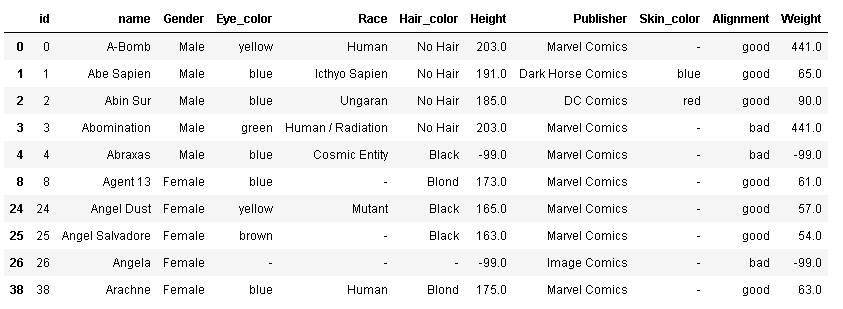 id name Gender Eye_color Race Hair_color Height Publisher Skin_color Alignment Weight
0 0 A-Bomb Male yellow Human No Hair 203.0 Marvel Comics - good 441.0
1 1 Abe Sapien Male blue Icthyo Sapien No Hair 191.0 Dark Horse Comics blue good 65.0
2 2 Abin Sur Male blue Ungaran No Hair 185.0 DC Comics red good 90.0
3 3 Abomination Male green Human / Radiation No Hair 203.0 Marvel Comics - bad 441.0
4 4 Abraxas Male blue Cosmic Entity Black -99.0 Marvel Comics - bad -99.0
8 8 Agent 13 Female blue - Blond 173.0 Marvel Comics - good 61.0
24 24 Angel Dust Female yellow Mutant Black 165.0 Marvel Comics - good 57.0
25 25 Angel Salvadore Female brown - Black 163.0 Marvel Comics - good 54.0
26 26 Angela Female - - - -99.0 Image Comics - bad -99.0
38 38 Arachne Female blue Human Blond 175.0 Marvel Comics - good 63.0